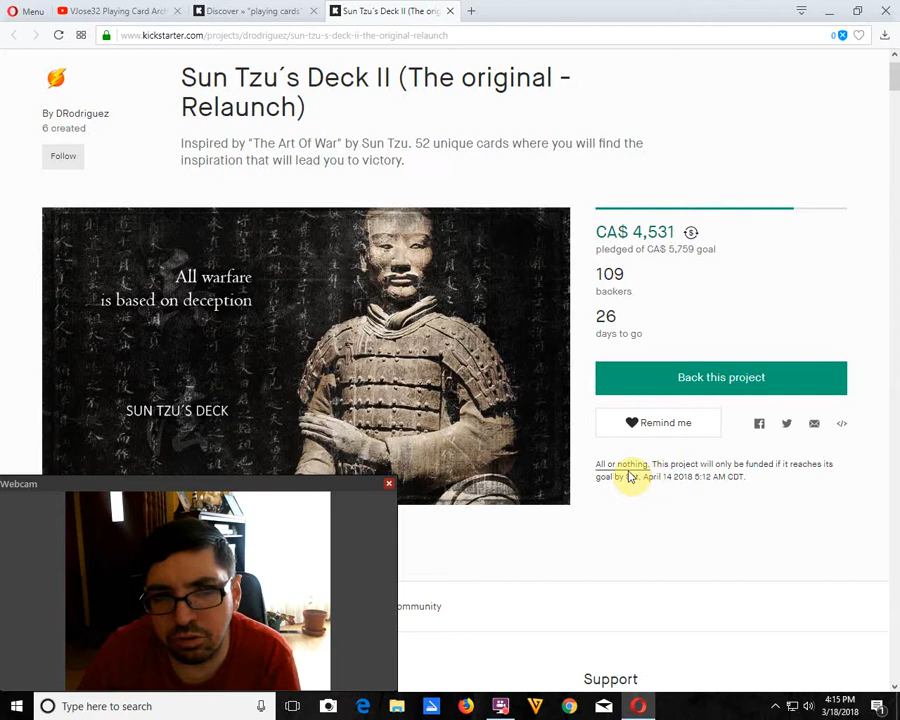 Menu
VJose32 Playing Card Arch
Discover » "playing cards"
Sun Tzu´s Deck II (The orig
www.kickstarter.com/projects/drodriguez/sun-tzu-s-deck-ii-the-original-relaunch
0
Sun Tzu´s Deck II (The original -
Relaunch)
By DRodriguez
6 created
Follow
Inspired by "The Art Of War" by Sun Tzu. 52 unique cards where you will find the
inspiration that will lead you to victory.
All warfare
is based on deception
SUN TZU´S DECK
CA$ 4,531
pledged of CA$ 5,759 goal
109
backers
26
days to go
Back this project
Remind me
All or nothing. This project will only be funded if it reaches its
goal by April 14 2018 5:12 AM CDT.
Webcam
ommunity
Support
Type here to search
4:15 PM
3/18/2018
1